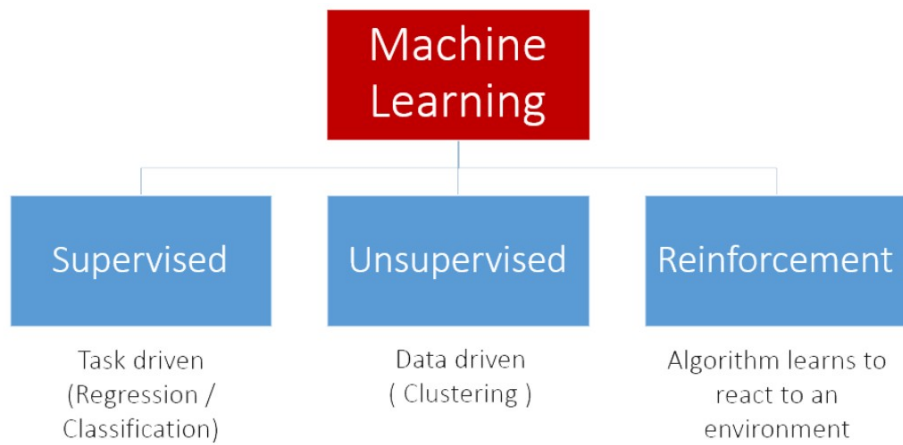 Machine
Learning
Supervised
Unsupervised
Reinforcement
Task driven
(Regression /
Classification)
Data driven
( Clustering )
Algorithm learns to
react to an
environment